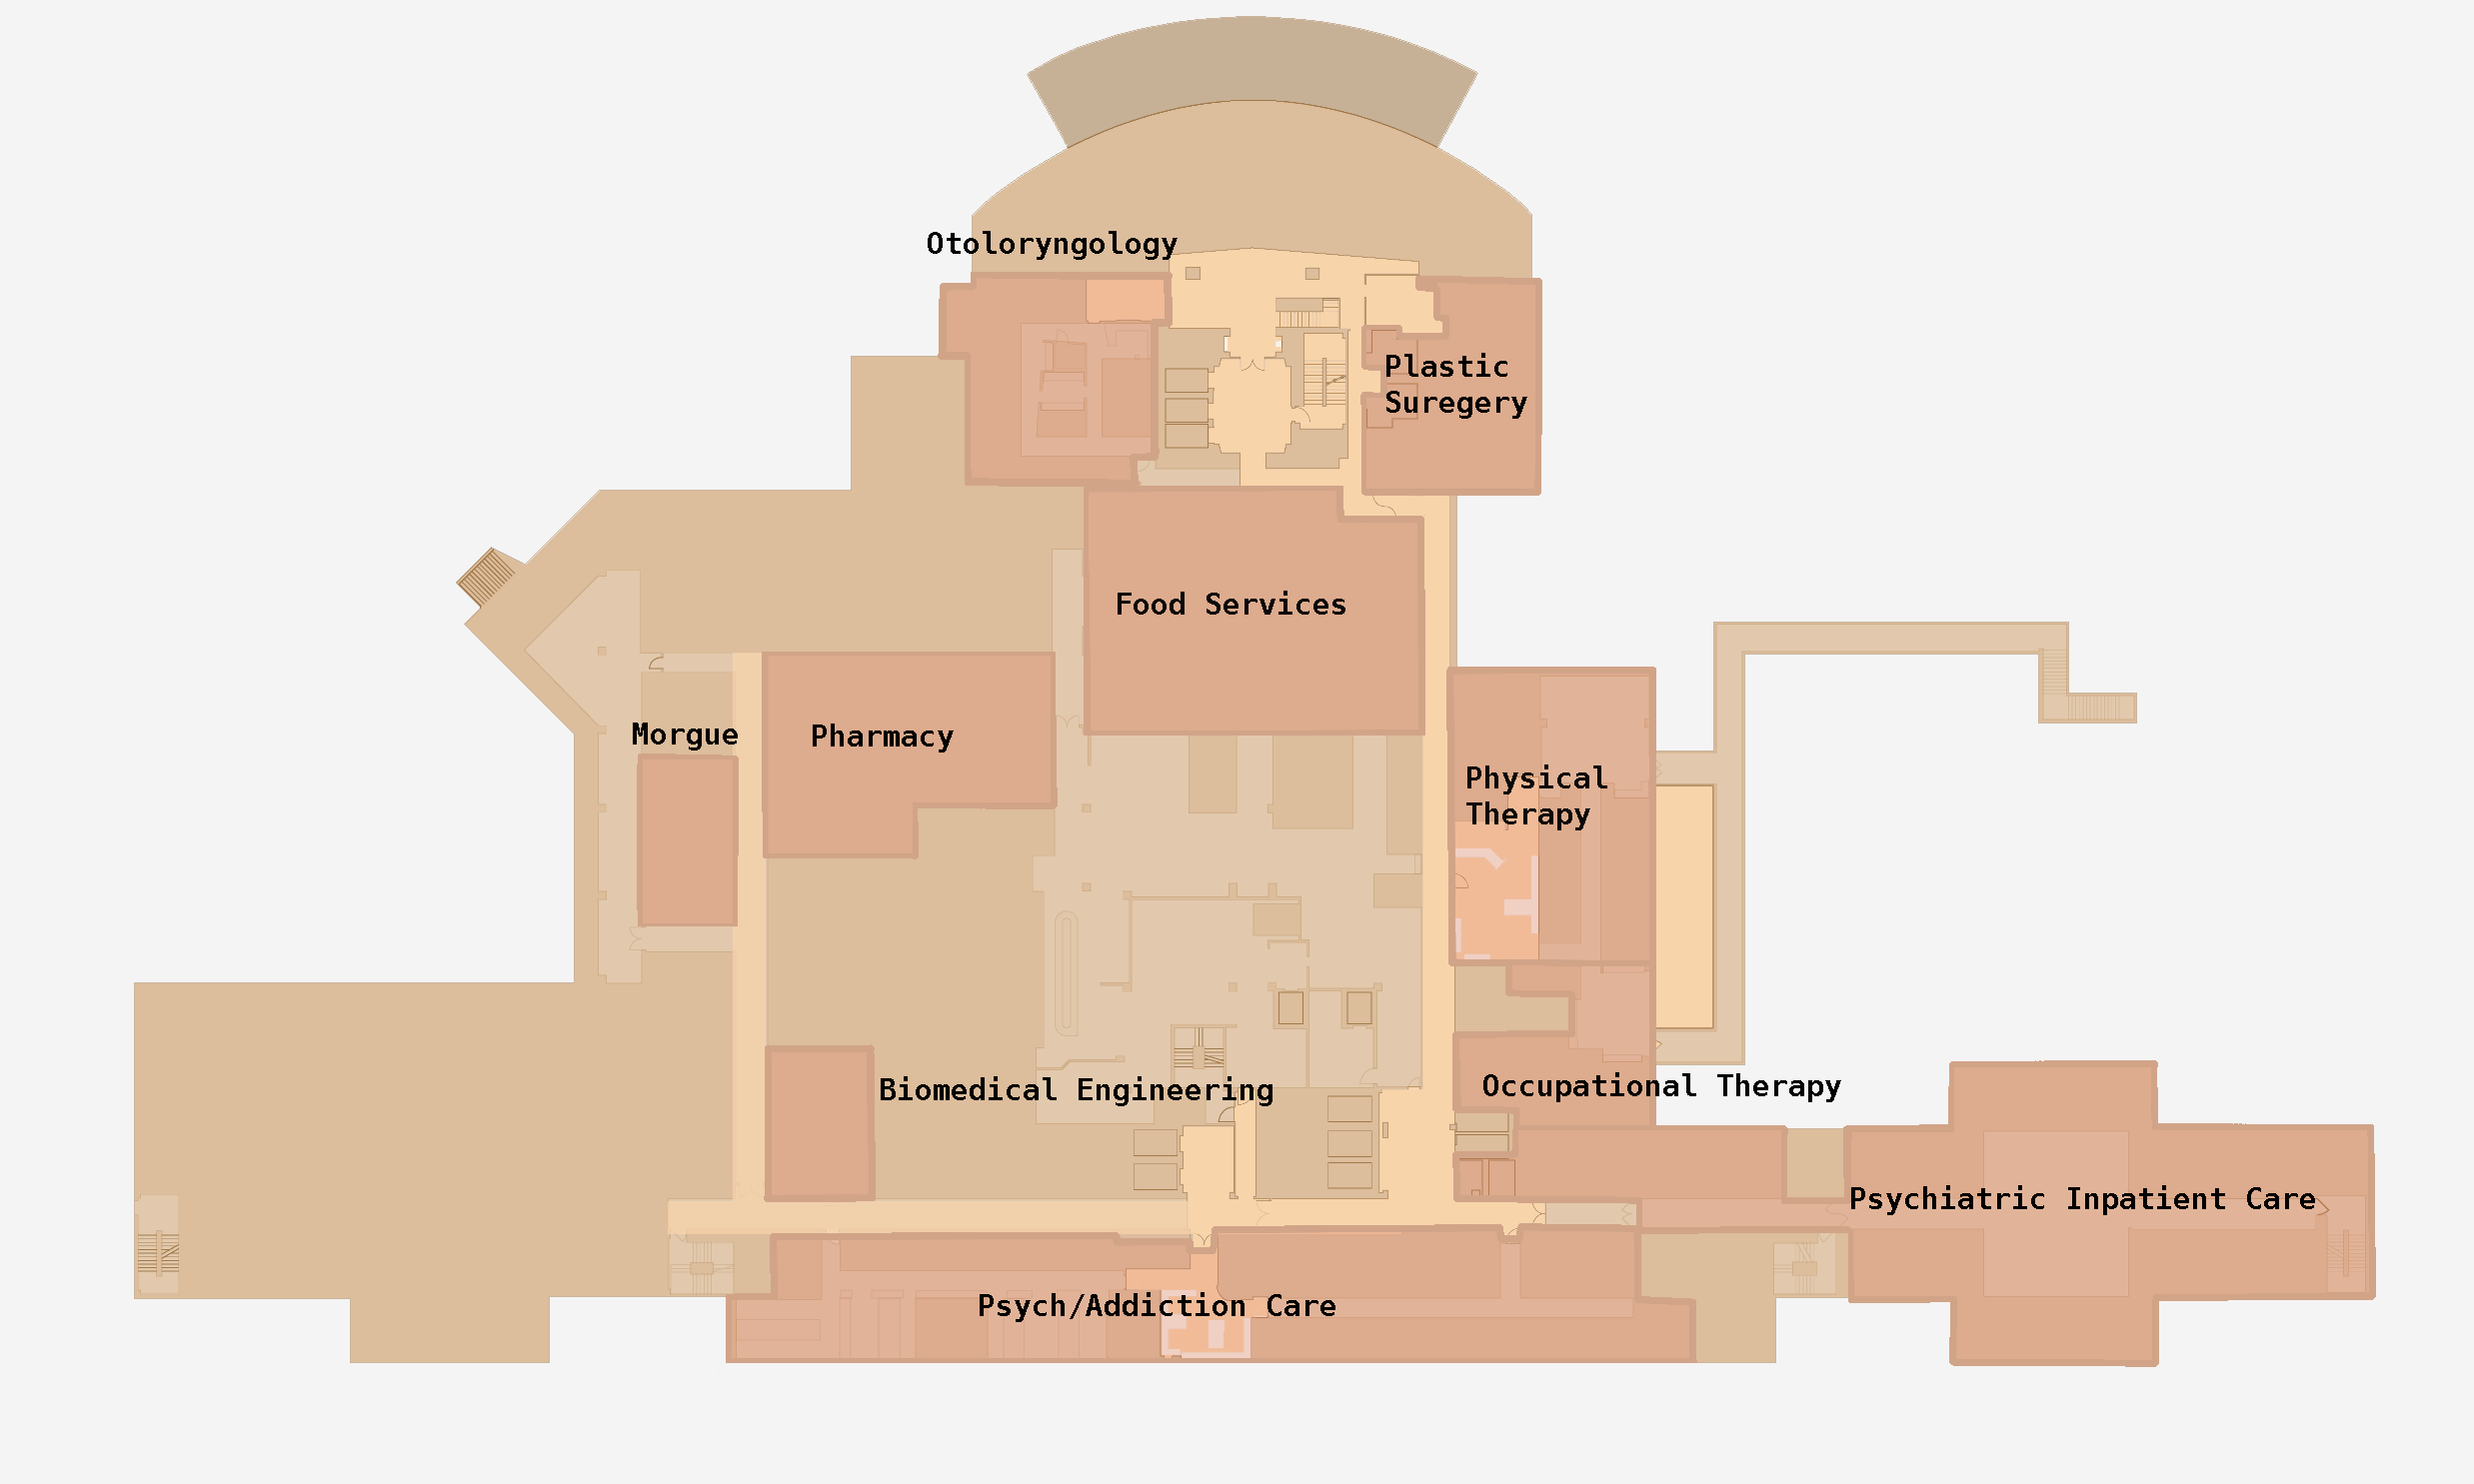 Otoloryngology
Plastic
Suregery
Food Services
Morgue
Pharmacy
Physical
Therapy
Biomedical Engineering
Occupational Therapy
Psychiatric Inpatient Care
Psych/Addiction Care